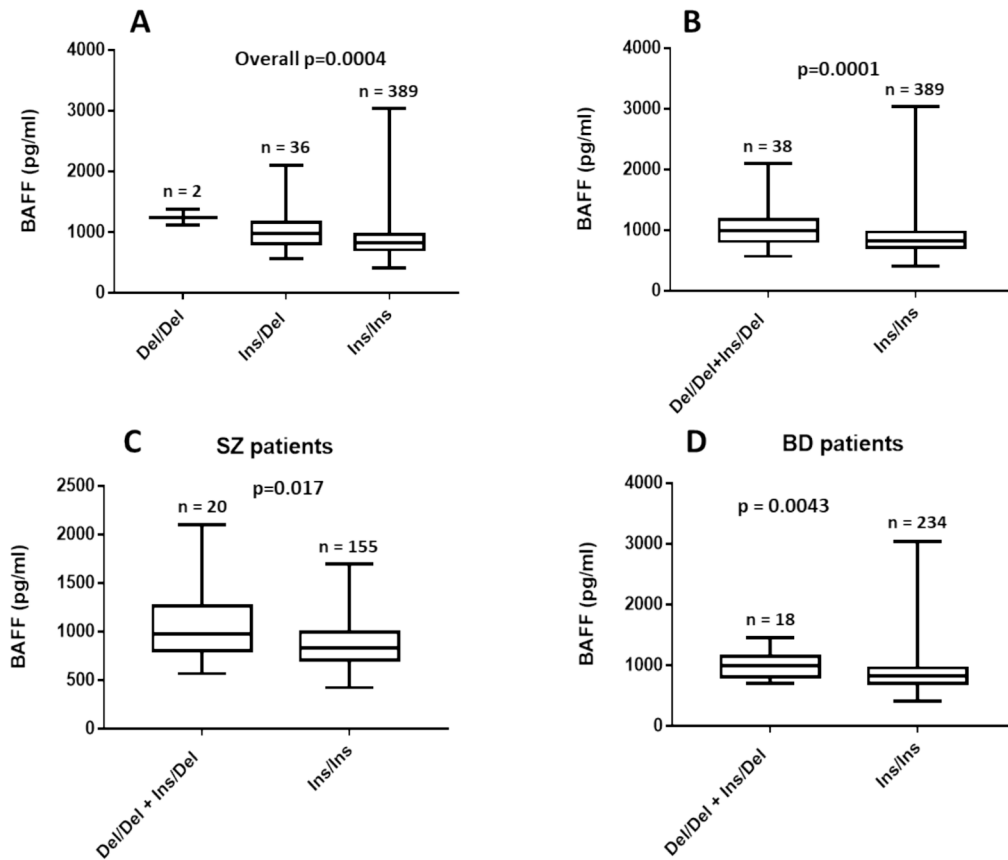 A
Overall p=0.0004
BAFF (pg/ml)
4000
3000
2000
1000
0
n = 2
n = 36
n = 389
Del/Del
Ins/Del
Ins/Ins
B
p=0.0001
BAFF (pg/ml)
4000
3000
2000
1000
0
n = 38
n = 389
Del/Del+Ins/Del
Ins/Ins
C
SZ patients
p=0.017
BAFF (pg/ml)
2500
2000
1500
1000
500
0
n = 20
n = 155
Del/Del + Ins/Del
Ins/Ins
D
BD patients
p = 0.0043
BAFF (pg/ml)
4000
3000
2000
1000
0
n = 18
n = 234
Del/Del + Ins/Del
Ins/Ins